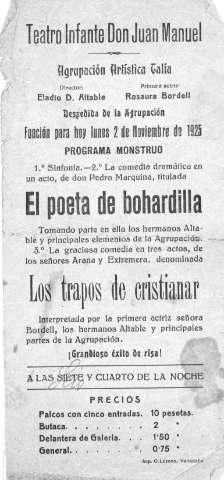 Teatro Infante Don Juan Manuel
Agrupación Artística Talía
Director: Primera actriz:
Eladio D. Altable Rosaura Bordell
Despedida de la Agrupación
Función para hoy lunes 2 de Noviembre de 1925
PROGRAMA MONSTRUO
1.º Sinfonía.—2.º La comedia dramática en
un acto, de don Pedro Marquina, titulada
El poeta de bohardilla
Tomando parte en ella los hermanos Alta-
ble y principales elementos de la Agrupación.
3.º La graciosa comedia en tres actos, de
los señores Arana y Extremera, denominada
Los trapos de cristianar
Interpretada por la primera actriz señora
Bordell, los hermanos Altable y principales
partes de la Agrupación.
¡Grandioso éxito de risa!
A LAS SIETE Y CUARTO DE LA NOCHE
PRECIOS
Palcos con cinco entradas. 10 pesetas.
Butaca. . . . . . 2 »
Delantera de Galería. . . 1'50 »
General. . . . . . 0'75 »